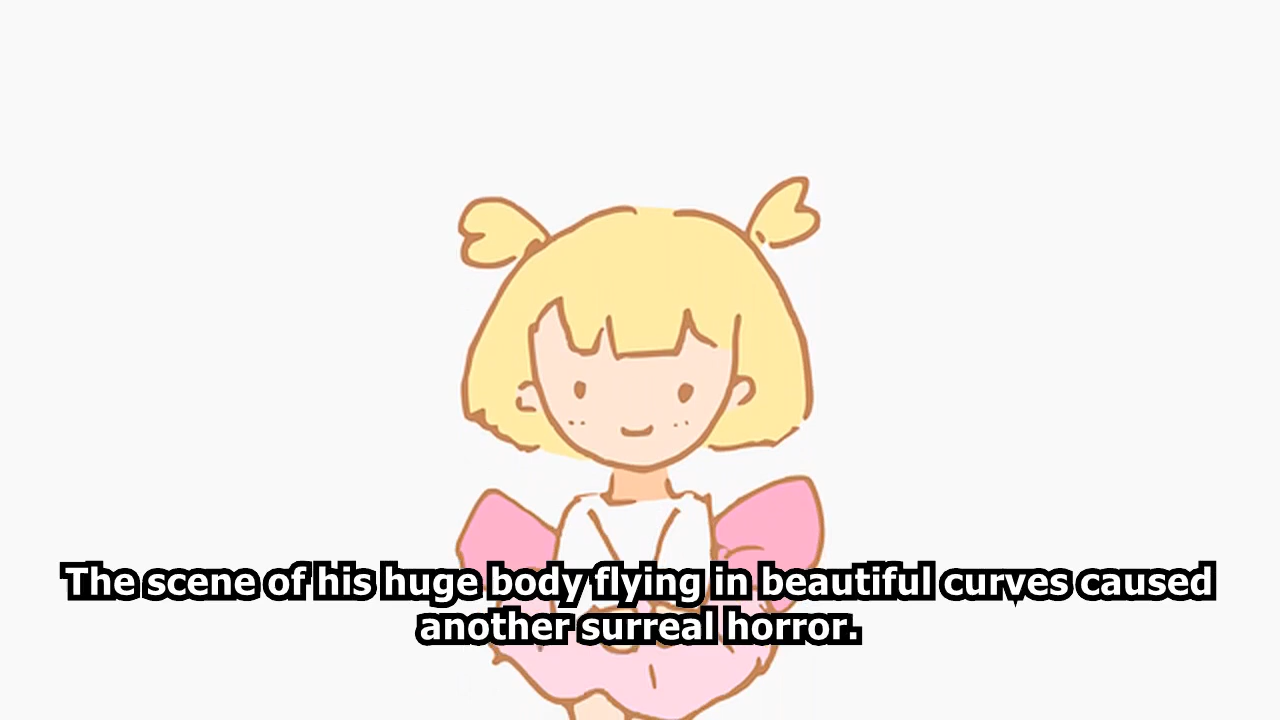 The scene of his huge body flying in beautiful curves caused
another surreal horror.